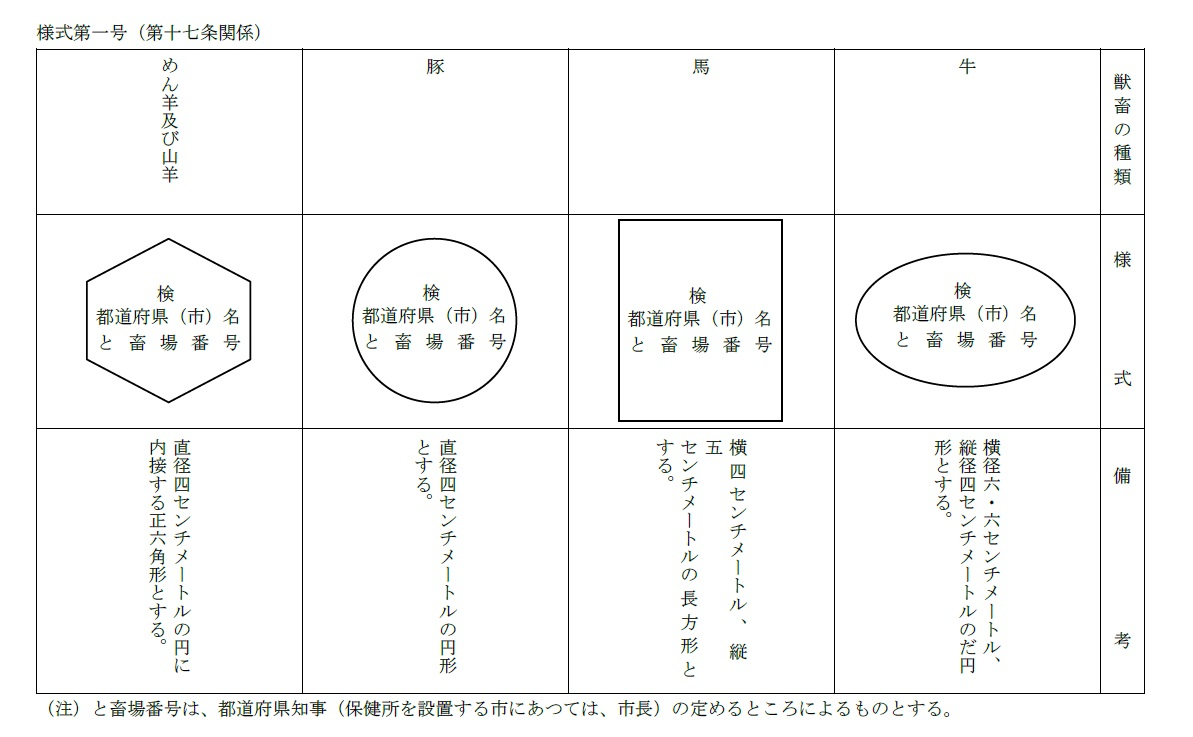 様式第一号（第十七条関係）
獣畜の種類
様式
備考
牛
検
都道府県（市）名
と畜場番号
横径六・六センチメートル、
縦径四センチメートルのだ円
形とする。
馬
検
都道府県（市）名
と畜場番号
横四センチメートル、縦
五
センチメートルの長方形と
する。
豚
検
都道府県（市）名
と畜場番号
直径四センチメートルの円形
とする。
めん羊及び山羊
検
都道府県（市）名
と畜場番号
直径四センチメートルの円に
内接する正六角形とする。
（注）と畜場番号は、都道府県知事（保健所を設置する市にあつては、市長）の定めるところによるものとする。